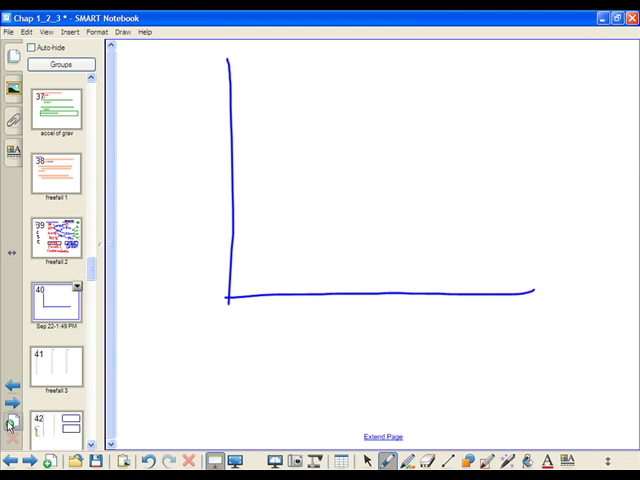 Chap 1_2_3 * - SMART Notebook
File Edit View Insert Format Draw Help
Auto-hide
Groups
37
accel of grav
38
freefall 1
39
freefall 2
40
Sep 22-1:49 PM
41
freefall 3
42
Extend Page